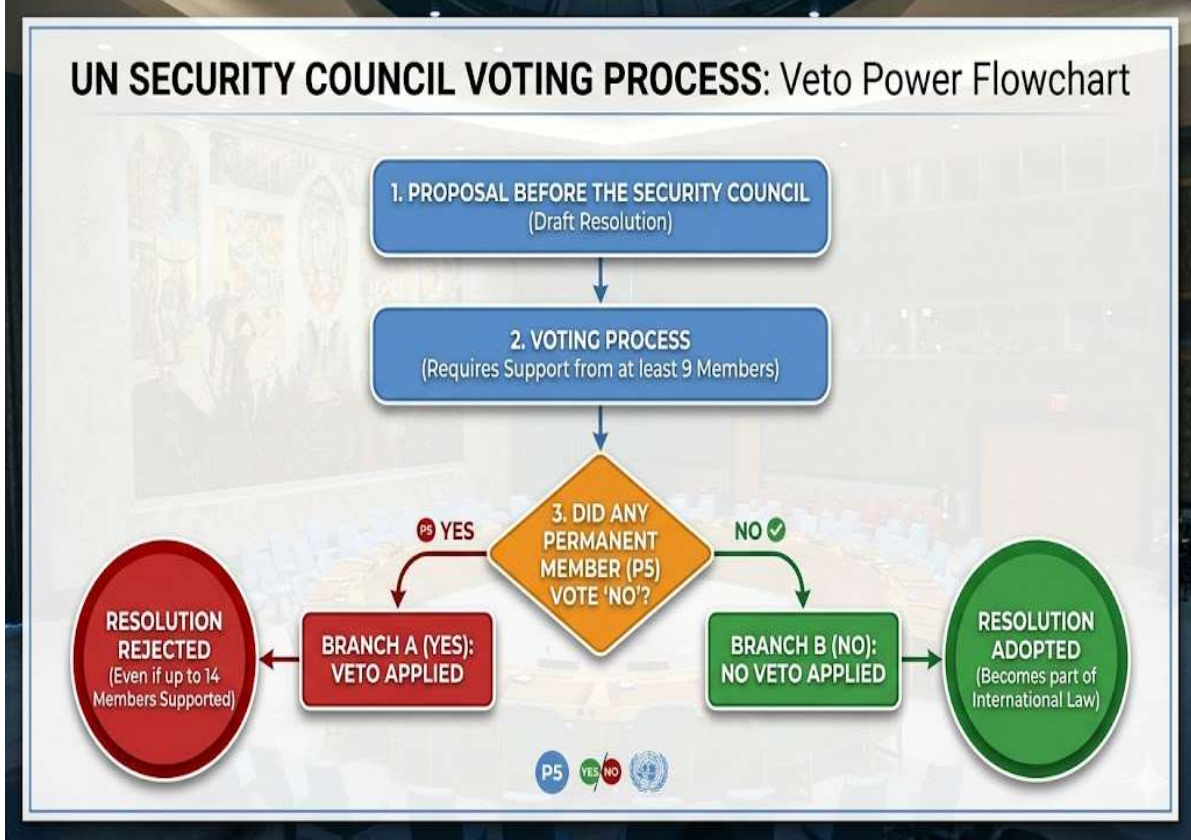 UN SECURITY COUNCIL VOTING PROCESS: Veto Power Flowchart
1. PROPOSAL BEFORE THE SECURITY COUNCIL
(Draft Resolution)
2. VOTING PROCESS
(Requires Support from at least 9 Members)
3. DID ANY
PERMANENT
MEMBER (P5)
VOTE ‘NO’?
P5 YES
NO
BRANCH A (YES):
VETO APPLIED
RESOLUTION
REJECTED
(Even if up to 14
Members Supported)
BRANCH B (NO):
NO VETO APPLIED
RESOLUTION
ADOPTED
(Becomes part of
International Law)
P5
YES/NO